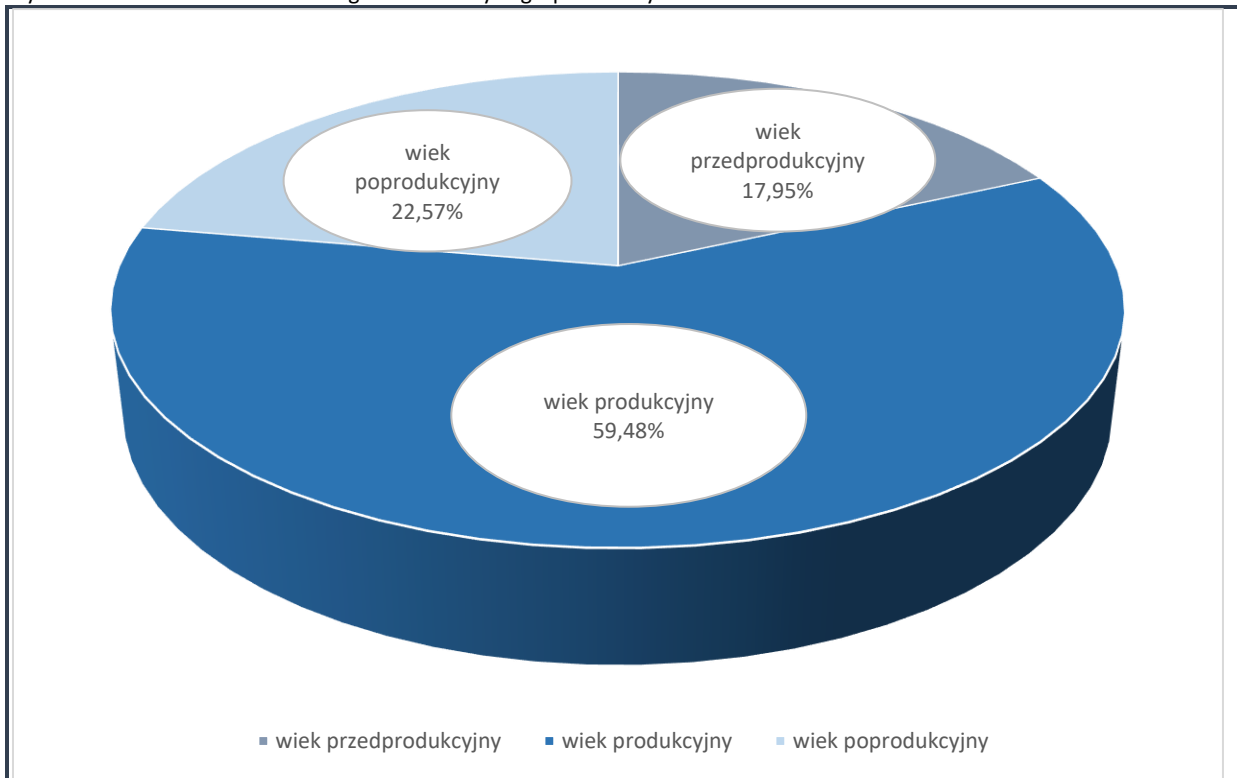 wiek
poprodukcyjny
22,57%
wiek
przedprodukcyjny
17,95%
wiek produkcyjny
59,48%
wiek przedprodukcyjny wiek produkcyjny wiek poprodukcyjny